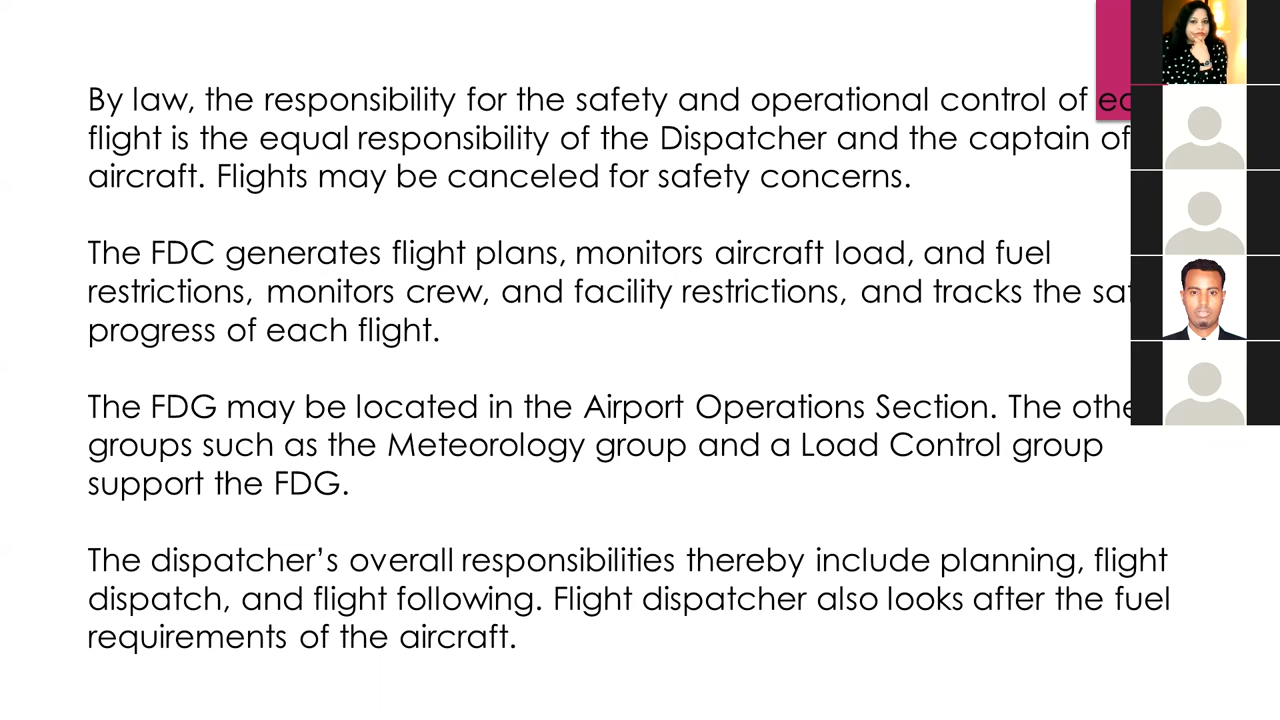 By law, the responsibility for the safety and operational control of
flight is the equal responsibility of the Dispatcher and the captain of
aircraft. Flights may be canceled for safety concerns.
The FDC generates flight plans, monitors aircraft load, and fuel
restrictions, monitors crew, and facility restrictions, and tracks the
progress of each flight.
The FDG may be located in the Airport Operations Section. The
groups such as the Meteorology group and a Load Control group
support the FDG.
The dispatcher’s overall responsibilities thereby include planning, flight
dispatch, and flight following. Flight dispatcher also looks after the fuel
requirements of the aircraft.